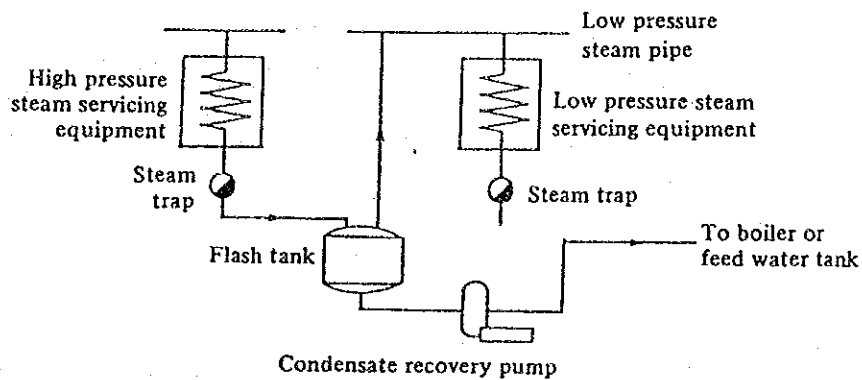 Low pressure
steam pipe
High pressure
steam servicing
equipment
Low pressure steam
servicing equipment
Steam
trap
Steam trap
Flash tank
To boiler or
feed water tank
Condensate recovery pump